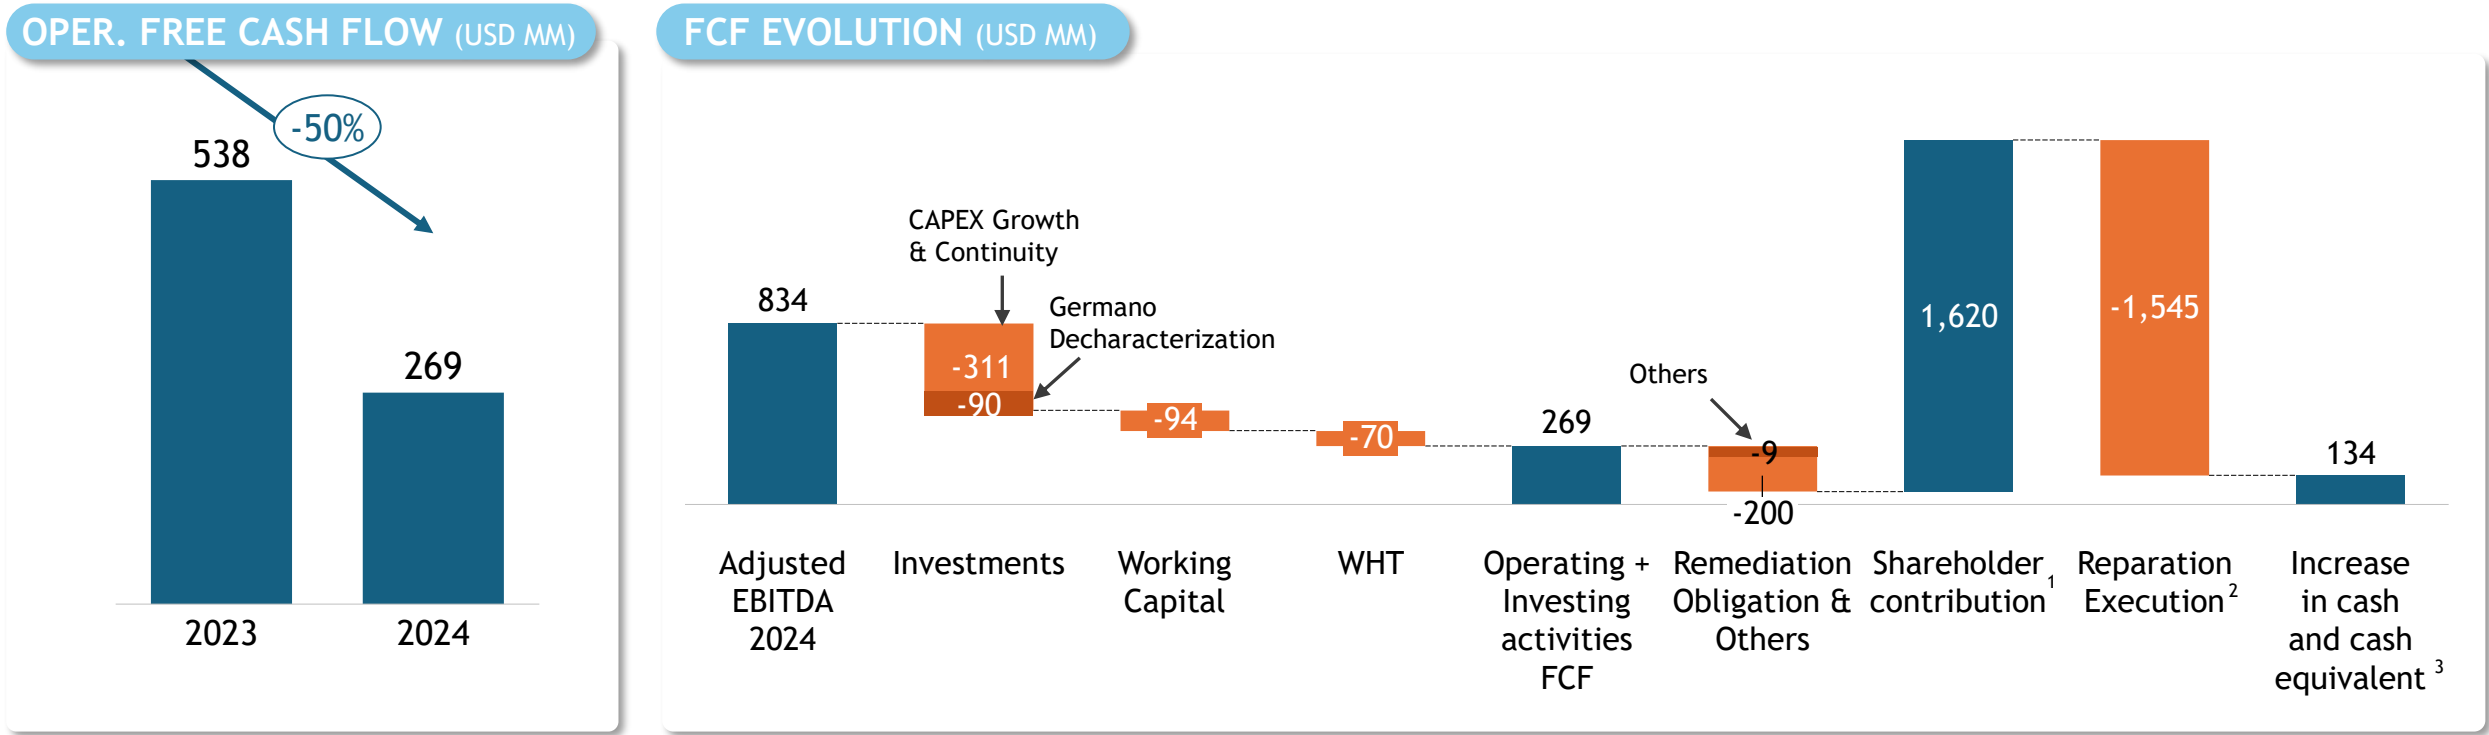 OPER. FREE CASH FLOW (USD MM)
-50%
538
269
2023
2024
FCF EVOLUTION (USD MM)
CAPEX Growth
& Continuity
Germano
Decharacterization
Others
834
-311
-90
-94
-70
269
-9
-200
1,620
-1,545
134
Adjusted
EBITDA
2024
Investments
Working
Capital
WHT
Operating +
Investing
activities
FCF
Remediation
Obligation &
Others
Shareholder
contribution 1
Reparation
Execution 2
Increase
in cash
and cash
equivalent 3